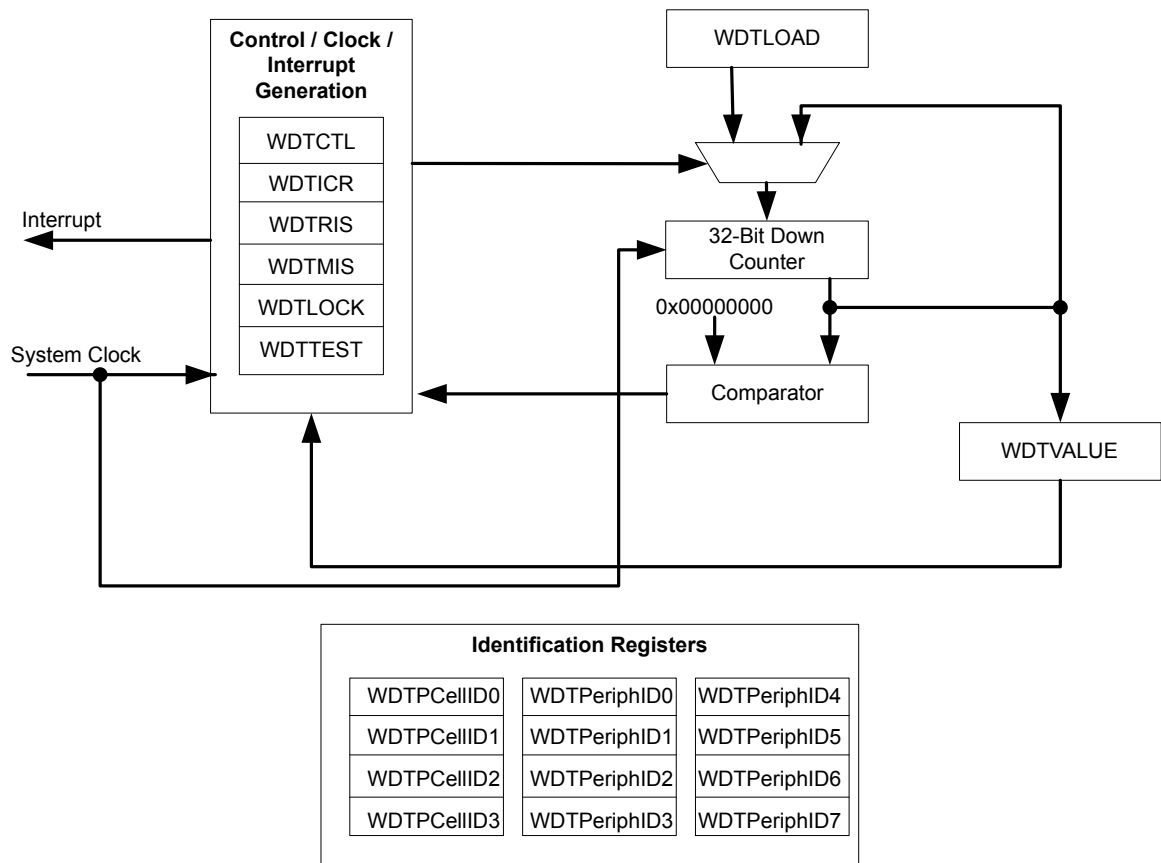 Control / Clock /
Interrupt
Generation
WDTCTL
WDTICR
WDTRIS
WDTMIS
WDTLOCK
WDTTEST
Interrupt
System Clock
WDTLOAD
32-Bit Down
Counter
0x00000000
Comparator
WDTVALUE
Identification Registers
WDTPCellID0
WDTPeriphID0
WDTPeriphID4
WDTPCellID1
WDTPeriphID1
WDTPeriphID5
WDTPCellID2
WDTPeriphID2
WDTPeriphID6
WDTPCellID3
WDTPeriphID3
WDTPeriphID7